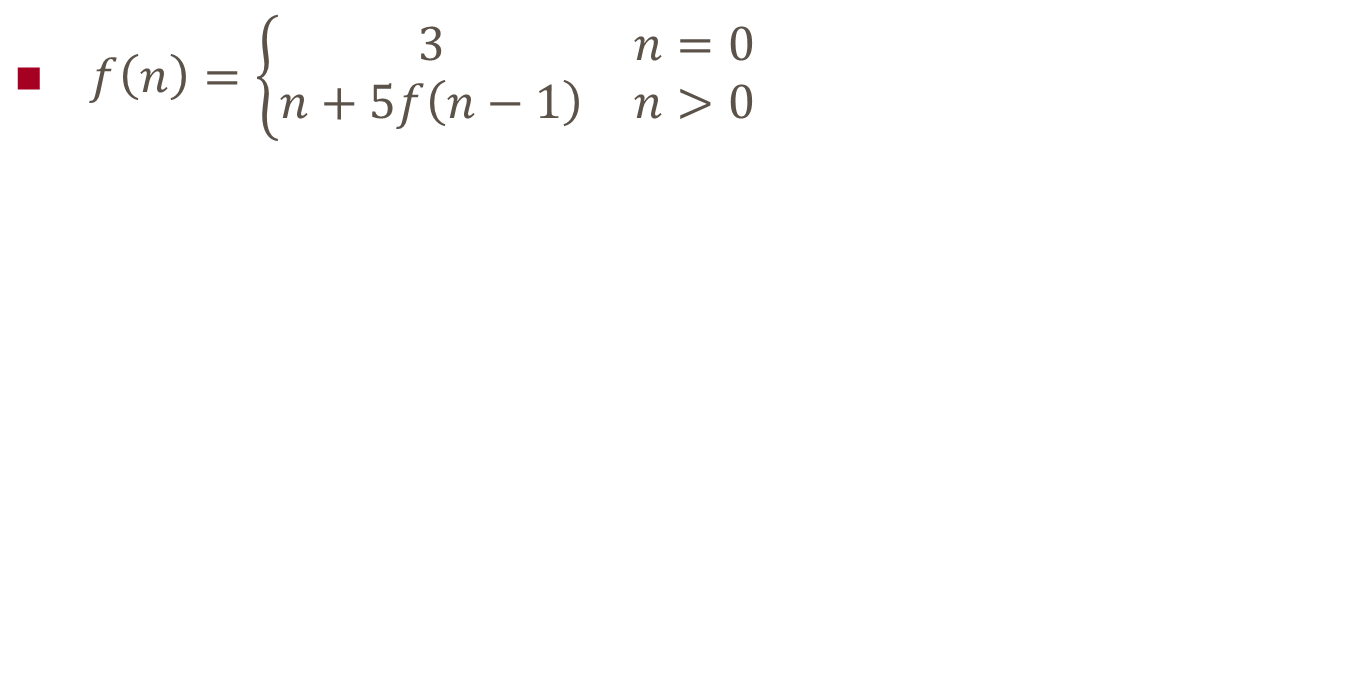 ▪ f(n) = { 3 n = 0
n + 5f(n − 1) n > 0